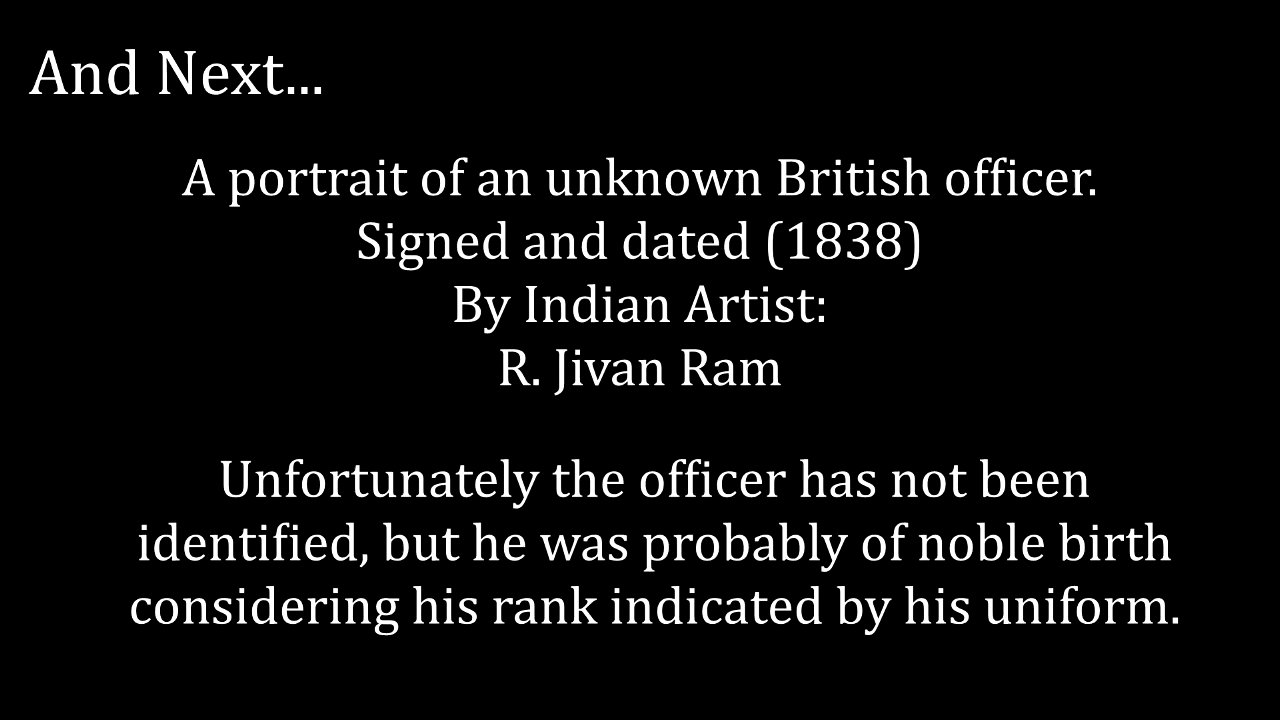 And Next...
A portrait of an unknown British officer.
Signed and dated (1838)
By Indian Artist:
R. Jivan Ram
Unfortunately the officer has not been
identified, but he was probably of noble birth
considering his rank indicated by his uniform.